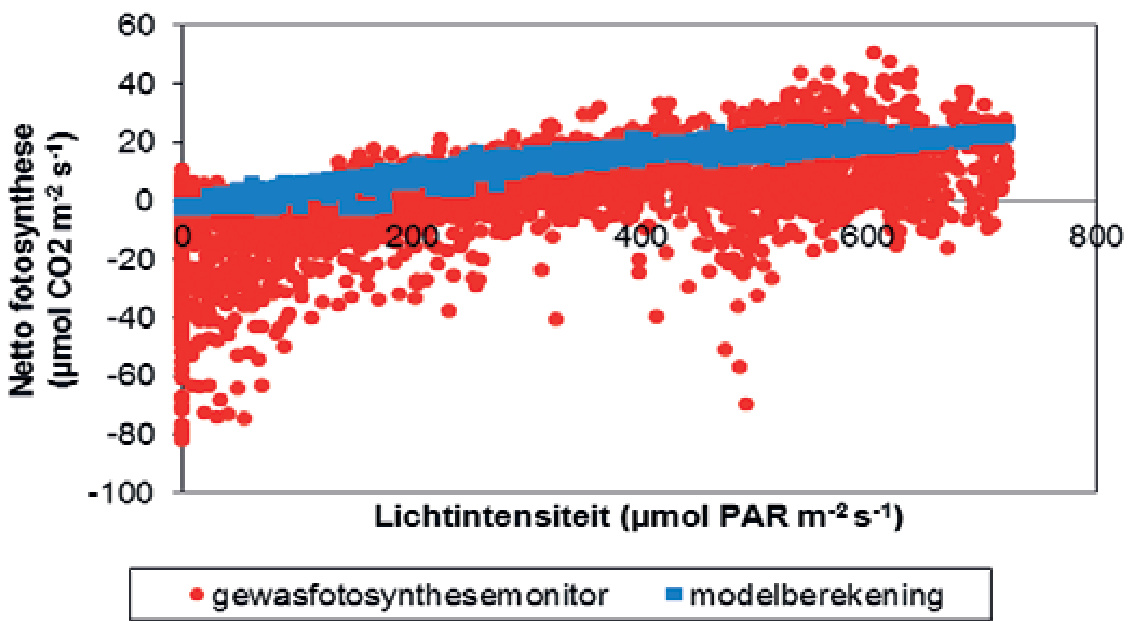 60
40
20
0
-20
-40
-60
-80
-100
0 200 400 600 800
Netto fotosynthese
(µmol CO2 m-2 s-1)
Lichtintensiteit (µmol PAR m-2 s-1)
gewasfotosynthesemonitor modelberekening